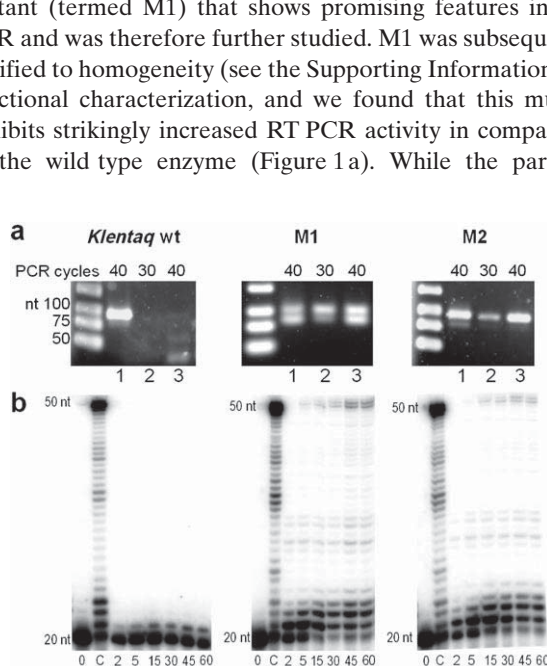 tant (termed M1) that shows promising features in
R and was therefore further studied. M1 was subsequ
ified to homogeneity (see the Supporting Information
ctional characterization, and we found that this mu
ibits strikingly increased RT PCR activity in compa
the wild type enzyme (Figure 1 a). While the par
a
Klentaq wt M1 M2
PCR cycles 40 30 40 40 30 40 40 30 40
nt 100
75
50
1 2 3 1 2 3 1 2 3
b
50 nt 50 nt 50 nt
20 nt 20 nt 20 nt
0 C 2 5 15 30 45 60 0 C 2 5 15 30 45 60 0 C 2 5 15 30 45 60